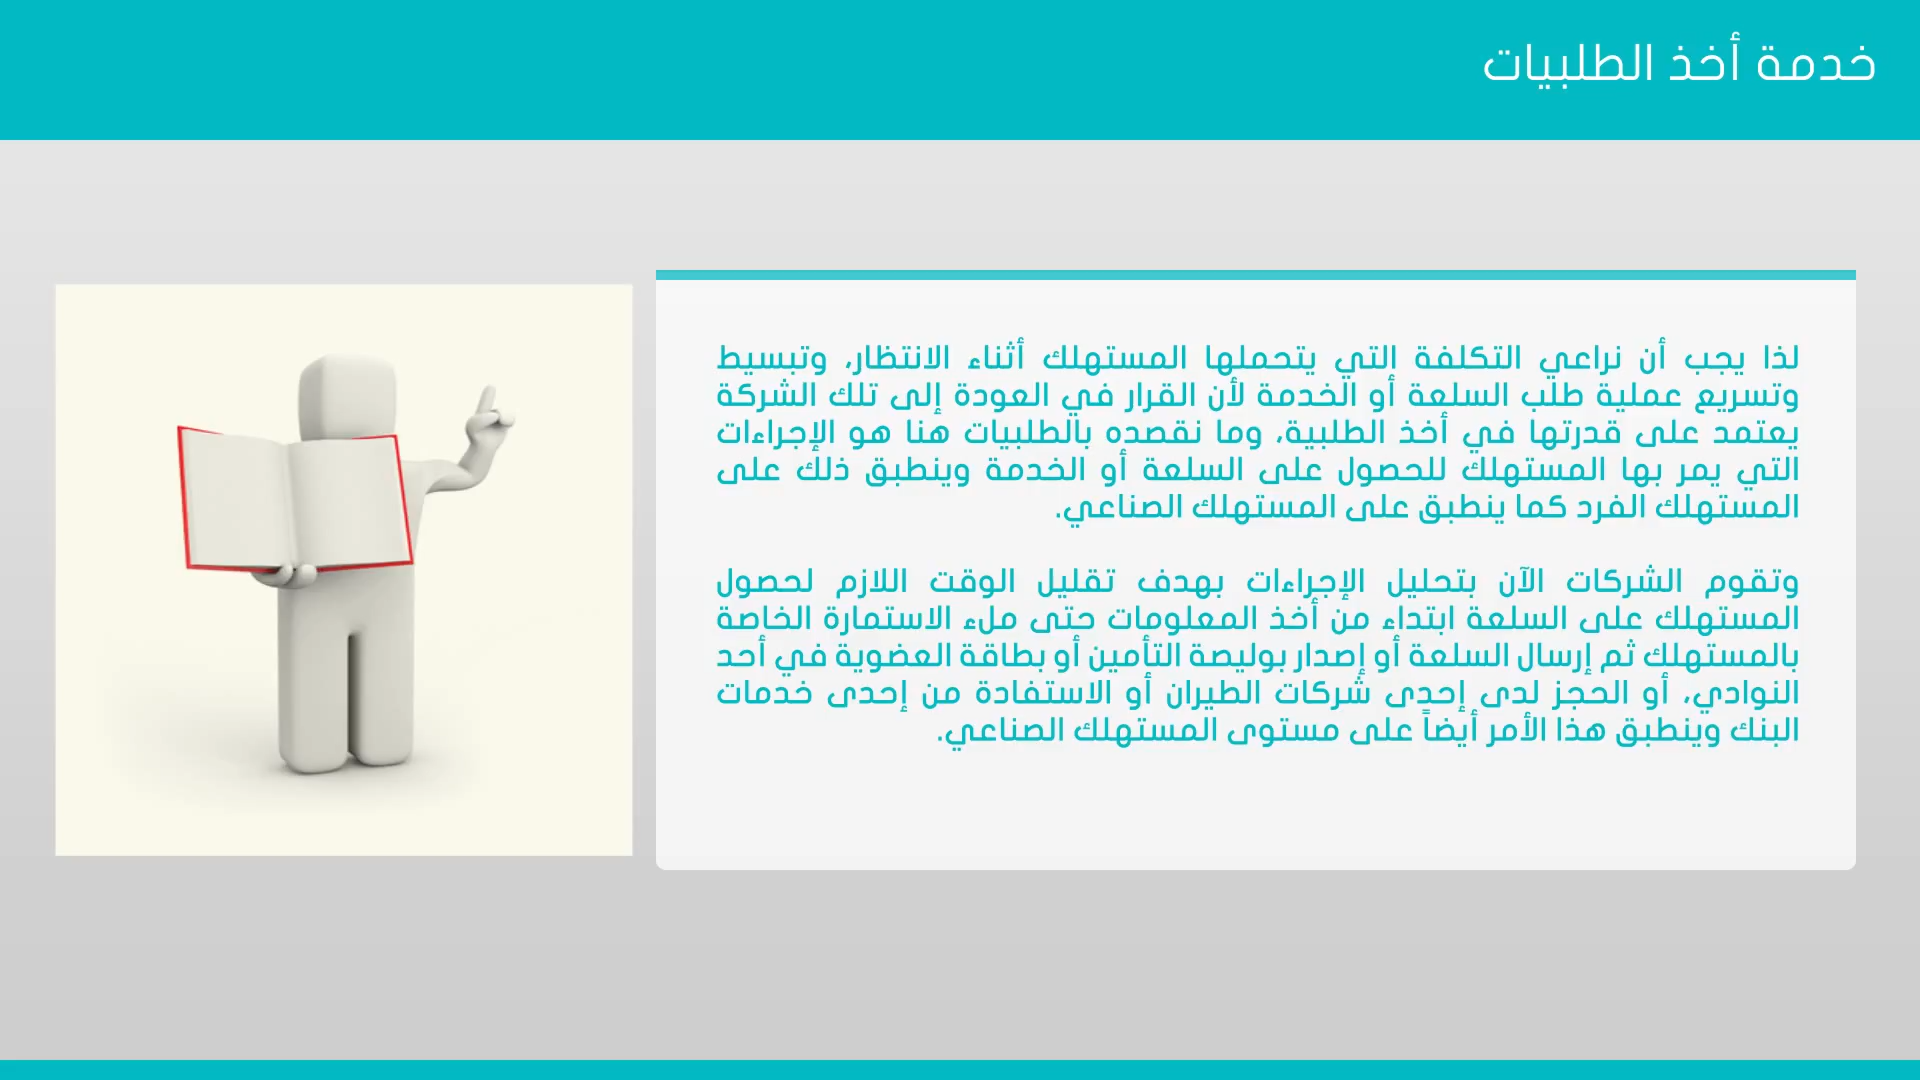 خدمة أخذ الطلبيات
لذا يجب أن نراعي التكلفة التي يتحملها المستهلك أثناء الانتظار، وتبسيط
وتسريع عملية طلب السلعة أو الخدمة لأن القرار في العودة إلى تلك الشركة
يعتمد على قدرتها في أخذ الطلبية، وما نقصده بالطلبيات هنا هو الإجراءات
التي يمر بها المستهلك للحصول على السلعة أو الخدمة وينطبق ذلك على
المستهلك الفرد كما ينطبق على المستهلك الصناعي.
وتقوم الشركات الآن بتحليل الإجراءات بهدف تقليل الوقت اللازم لحصول
المستهلك على السلعة ابتداء من أخذ المعلومات حتى ملء الاستمارة الخاصة
بالمستهلك ثم إرسال السلعة أو إصدار بوليصة التأمين أو بطاقة العضوية في أحد
النوادي، أو الحجز لدى إحدى شركات الطيران أو الاستفادة من إحدى خدمات
البنك وينطبق هذا الأمر أيضاً على مستوى المستهلك الصناعي.